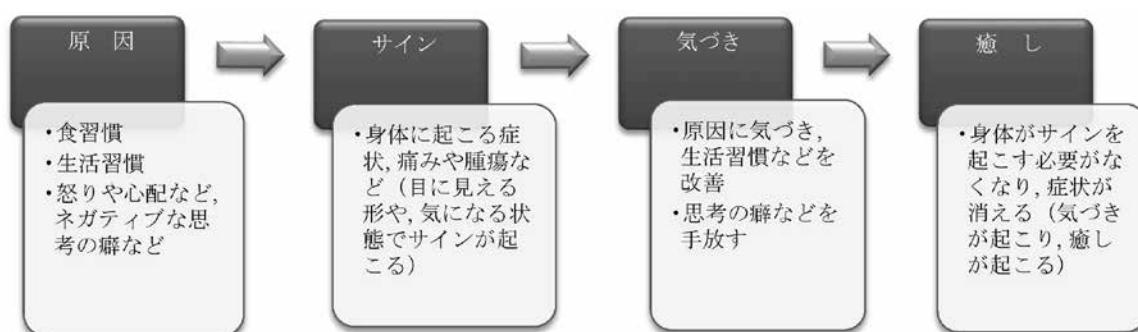 原 因
・食習慣
・生活習慣
・怒りや心配など,
ネガティブな思
考の癖など
サイン
・身体に起こる症
状, 痛みや腫瘍な
ど（目に見える
形や, 気になる状
態でサインが起
こる）
気づき
・原因に気づき,
生活習慣などを
改善
・思考の癖などを
手放す
癒 し
・身体がサインを
起こす必要がな
くなり, 症状が
消える（気づき
が起こり, 癒し
が起こる）